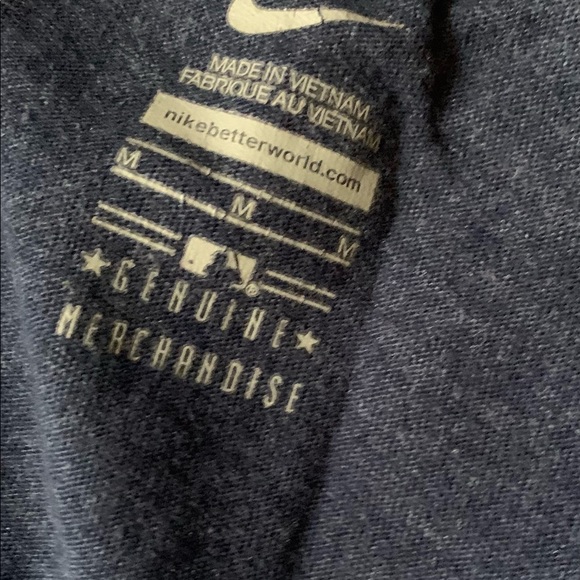 MADE IN VIETNAM
FABRIQUE AU VIETNAM
nikebetterworld.com
M M M
GENUINE
MERCHANDISE